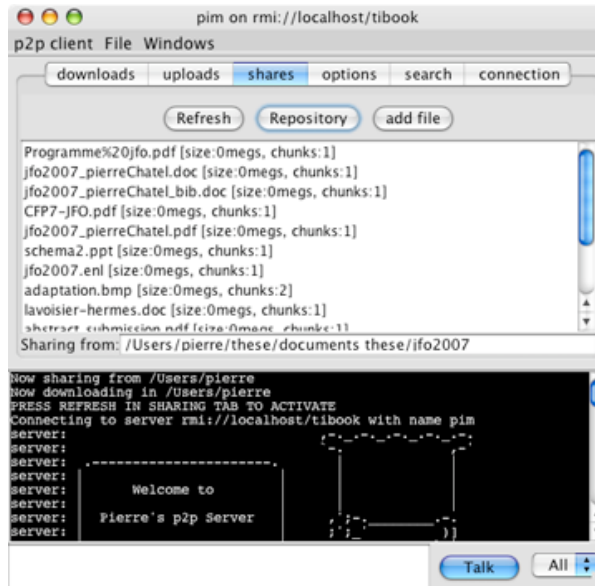 pim on rmi://localhost/tibook
p2p client File Windows
downloads uploads shares options search connection
Refresh Repository add file
Programme%20jfo.pdf [size:0megs, chunks:1]
jfo2007_pierreChatel.doc [size:0megs, chunks:1]
jfo2007_pierreChatel_bib.doc [size:0megs, chunks:1]
CFP7-JFO.pdf [size:0megs, chunks:1]
jfo2007_pierreChatel.pdf [size:0megs, chunks:1]
schema2.ppt [size:0megs, chunks:1]
jfo2007.enl [size:0megs, chunks:1]
adaptation.bmp [size:0megs, chunks:2]
lavoisier-hermes.doc [size:0megs, chunks:1]
abstract_submission.pdf [size:0megs, chunks:1]
Sharing from: /Users/pierre/these/documents these/jfo2007
Now sharing from /Users/pierre
Now downloading in /Users/pierre
PRESS REFRESH IN SHARING TAB TO ACTIVATE
Connecting to server rmi://localhost/tibook with name pim
server:
server:
server:
server:
server: Welcome to
server:
server: Pierre's p2p Server
server:
Talk All